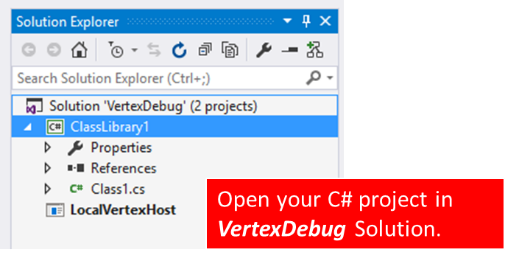 Solution Explorer
Search Solution Explorer (Ctrl+;)
Solution 'VertexDebug' (2 projects)
C# ClassLibrary1
Properties
References
C# Class1.cs
LocalVertexHost
Open your C# project in
VertexDebug Solution.